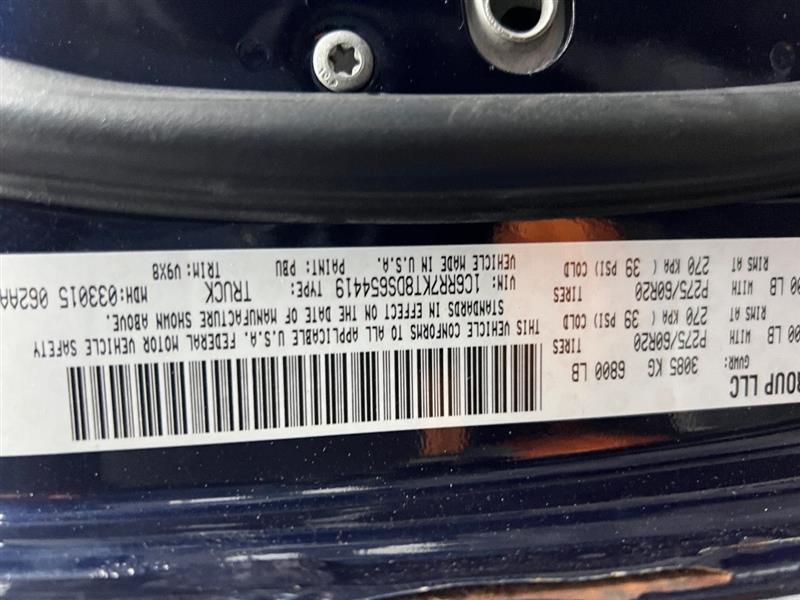 ROUP LLC
GWR: 3085 KG 6800 LB
00 LB WITH P275/60R20 TIRES
RIMS AT 270 KPA ( 39 PSI) COLD
00 LB WITH P275/60R20 TIRES
RIMS AT 270 KPA ( 39 PSI) COLD
THIS VEHICLE CONFORMS TO ALL APPLICABLE U.S.A. FEDERAL MOTOR VEHICLE SAFETY
STANDARDS IN EFFECT ON THE DATE OF MANUFACTURE SHOWN ABOVE.
VIN: 1C6RR7KT8DS654419 TYPE: TRUCK MDH:033015 062AA
VEHICLE MADE IN U.S.A. PAINT: PBU TRIM: V9X8